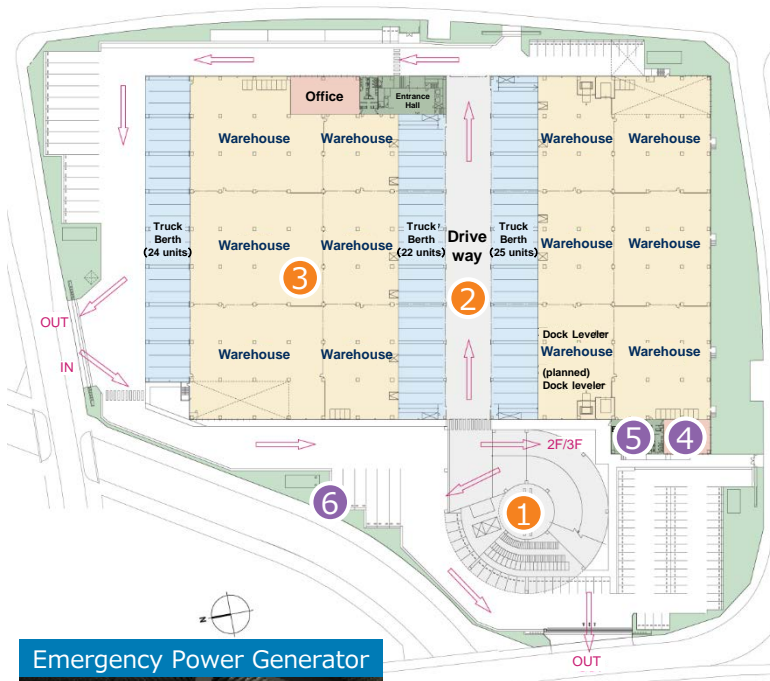 Office
Entrance
Hall
Warehouse
Warehouse
Warehouse
Warehouse
Truck
Berth
(24 units)
Warehouse
Warehouse
Truck
Berth
(22 units)
Drive
way
Truck
Berth
(25 units)
Warehouse
Warehouse
3
2
OUT
IN
Warehouse
Warehouse
Dock Leveler
Warehouse
(planned)
Dock leveler
Warehouse
2F/3F
5
4
6
1
N
Emergency Power Generator
OUT